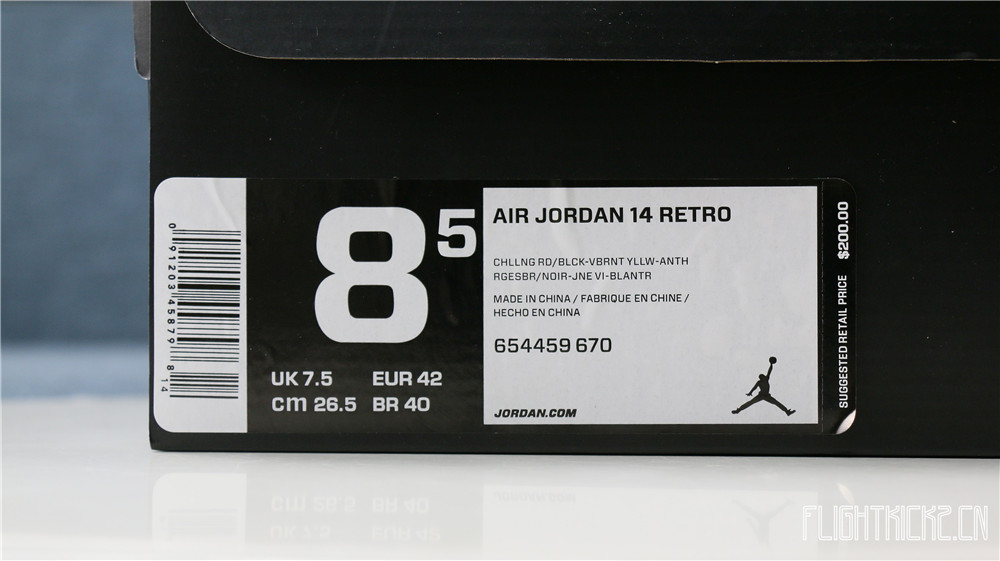 0 91203 45879 8
14
8 5
UK 7.5 EUR 42
cm 26.5 BR 40
AIR JORDAN 14 RETRO
CHLLNG RD/BLCK-VBRNT YLLW-ANTH
RGESBR/NOIR-JNE VI-BLANTR
MADE IN CHINA / FABRIQUE EN CHINE /
HECHO EN CHINA
654459 670
JORDAN.COM
SUGGESTED RETAIL PRICE $200.00
FLIGHTKICKZ.CN